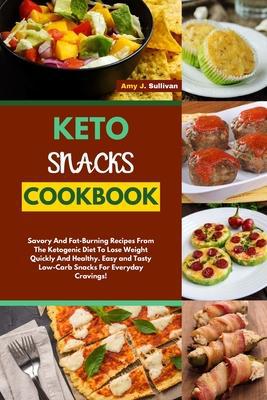 Amy J. Sullivan
KETO
SNACKS
COOKBOOK
Savory And Fat-Burning Recipes From
The Ketogenic Diet To Lose Weight
Quickly And Healthy. Easy and Tasty
Low-Carb Snacks For Everyday
Cravings!